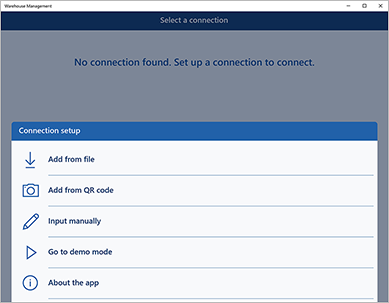 Warehouse Management
Select a connection
No connection found. Set up a connection to connect.
Connection setup
Add from file
Add from QR code
Input manually
Go to demo mode
About the app